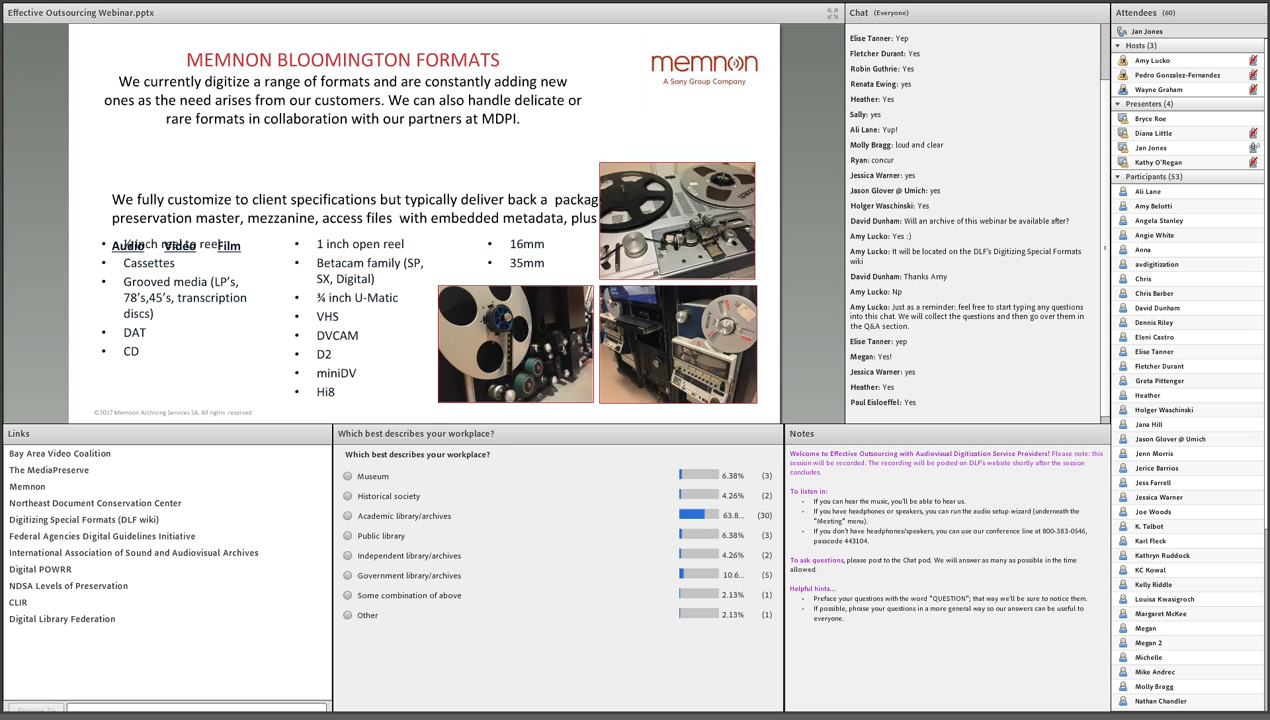 Effective Outsourcing Webinar.pptx
MEMNON BLOOMINGTON FORMATS
We currently digitize a range of formats and are constantly adding new
ones as the need arises from our customers. We can also handle delicate or
rare formats in collaboration with our partners at MDPI.
memnon
A Sony Group Company
We fully customize to client specifications but typically deliver back a packag
preservation master, mezzanine, access files with embedded metadata, plus
Audio Video Film
• ¼ inch reel to reel
• Cassettes
• Grooved media (LP's,
78's,45's, transcription
discs)
• DAT
• CD
• 1 inch open reel
• Betacam family (SP,
SX, Digital)
• ¾ inch U-Matic
• VHS
• DVCAM
• D2
• miniDV
• Hi8
• 16mm
• 35mm
©2017 Memnon Archiving Services SA. All rights reserved
Chat (Everyone)
Elise Tanner: Yep
Fletcher Durant: Yes
Robin Guthrie: Yes
Renata Ewing: yes
Heather: Yes
Sally: yes
Ali Lane: Yup!
Molly Bragg: loud and clear
Ryan: concur
Jessica Warner: yes
Jason Glover @ Umich: yes
Holger Waschinski: Yes
David Dunham: Will an archive of this webinar be available after?
Amy Lucko: Yes :)
Amy Lucko: It will be located on the DLF's Digitizing Special Formats
wiki
David Dunham: Thanks Amy
Amy Lucko: Np
Amy Lucko: Just as a reminder: feel free to start typing any questions
into this chat. We will collect the questions and then go over them in
the Q&A section.
Elise Tanner: yep
Megan: Yes!
Jessica Warner: yes
Heather: Yes
Paul Eisloeffel: Yes
Attendees (60)
Jan Jones
Hosts (3)
Amy Lucko
Pedro Gonzalez-Fernandez
Wayne Graham
Presenters (4)
Bryce Roe
Diana Little
Jan Jones
Kathy O'Regan
Participants (53)
Ali Lane
Amy Belotti
Angela Stanley
Angie White
Anna
avdigitization
Chris
Chris Barber
David Dunham
Dennis Riley
Eleni Castro
Elise Tanner
Fletcher Durant
Greta Pittenger
Heather
Holger Waschinski
Jana Hill
Jason Glover @ Umich
Jenn Morris
Jerice Barrios
Jess Farrell
Jessica Warner
Joe Woods
K. Talbot
Karl Fleck
Kathryn Ruddock
KC Kowal
Kelly Riddle
Louisa Kwasigroch
Margaret McKee
Megan
Megan 2
Michelle
Mike Andrec
Molly Bragg
Nathan Chandler
Links
Bay Area Video Coalition
The MediaPreserve
Memnon
Northeast Document Conservation Center
Digitizing Special Formats (DLF wiki)
Federal Agencies Digital Guidelines Initiative
International Association of Sound and Audiovisual Archives
Digital POWRR
NDSA Levels of Preservation
CLIR
Digital Library Federation
Browse To
Which best describes your workplace?
Which best describes your workplace?
Museum 6.38% (3)
Historical society 4.26% (2)
Academic library/archives 63.8... (30)
Public library 6.38% (3)
Independent library/archives 4.26% (2)
Government library/archives 10.6... (5)
Some combination of above 2.13% (1)
Other 2.13% (1)
Notes
Welcome to Effective Outsourcing with Audiovisual Digitization Service Providers! Please note: this
session will be recorded. The recording will be posted on DLF's website shortly after the session
concludes.
To listen in:
• If you can hear the music, you'll be able to hear us.
• If you have headphones or speakers, you can run the audio setup wizard (underneath the
"Meeting" menu).
• If you don't have headphones/speakers, you can use our conference line at 800-383-0546,
passcode 443104.
To ask questions, please post to the Chat pod. We will answer as many as possible in the time
allowed.
Helpful hints...
• Preface your questions with the word "QUESTION"; that way we'll be sure to notice them.
• If possible, phrase your questions in a more general way so our answers can be useful to
everyone.